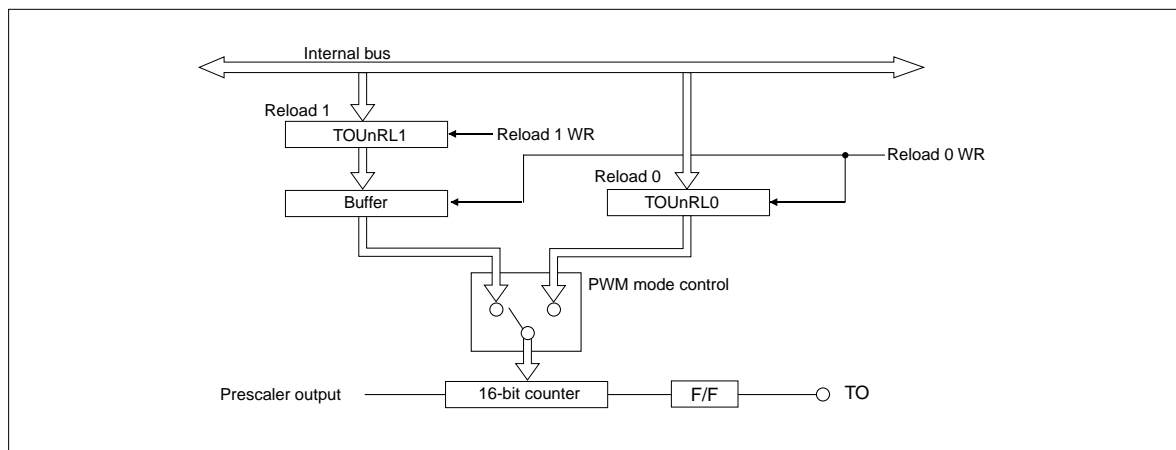 Internal bus
Reload 1
TOUnRL1
Reload 1 WR
Reload 0 WR
Reload 0
Buffer
TOUnRL0
PWM mode control
Prescaler output
16-bit counter
F/F
TO